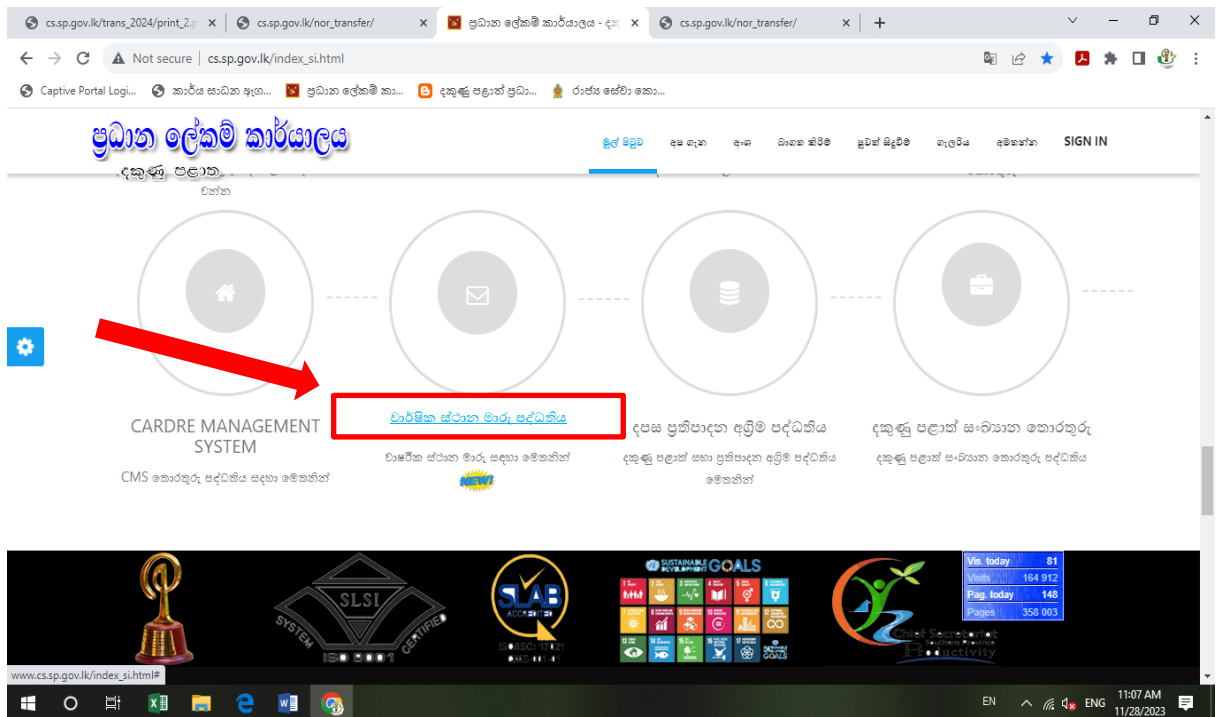 cs.sp.gov.lk/trans_2024/print_2.p
cs.sp.gov.lk/nor_transfer/
ප්‍රධාන ලේකම් කාර්යාලය - දක
cs.sp.gov.lk/nor_transfer/
Not secure | cs.sp.gov.lk/index_si.html
Captive Portal Logi... කාර්ය සාධන ඇග... ප්‍රධාන ලේකම් කා... දකුණු පළාත් ප්‍රධා... රාජ්‍ය සේවා කො...
ප්‍රධාන ලේකම් කාර්යාලය
දකුණු පළාත
මුල් පිටුව අප ගැන අංශ බාගත කිරීම් පුවත් සිදුවීම් ගැලරිය අමතන්න SIGN IN
වන්න
CARDRE MANAGEMENT
SYSTEM
CMS තොරතුරු පද්ධතිය සදහා මෙතනින්
වාර්ෂික ස්ථාන මාරු පද්ධතිය
වාෂරීක ස්ථාන මාරු සඳහා මෙතනින්
NEW!
දපස ප්‍රතිපාදන අග්‍රිම පද්ධතිය
දකුණු පළාත් සභා ප්‍රතිපාදන අග්‍රිම පද්ධතිය
මෙතනින්
දකුණු පළාත් සංඛ්‍යාන තොරතුරු
දකුණු පළාත් සංඛ්‍යාන තොරතුරු පද්ධතිය
SLSI
SYSTEM CERTIFIED
ISO 9001
SLAB
ACCREDITED
SUSTAINABLE
DEVELOPMENT GOALS
Chief Secretariat
Southern Province
Productivity
Vis. today 81
Visits 164 912
Pag. today 148
Pages 358 003
www.cs.sp.gov.lk/index_si.html#
EN ENG 11:07 AM
11/28/2023